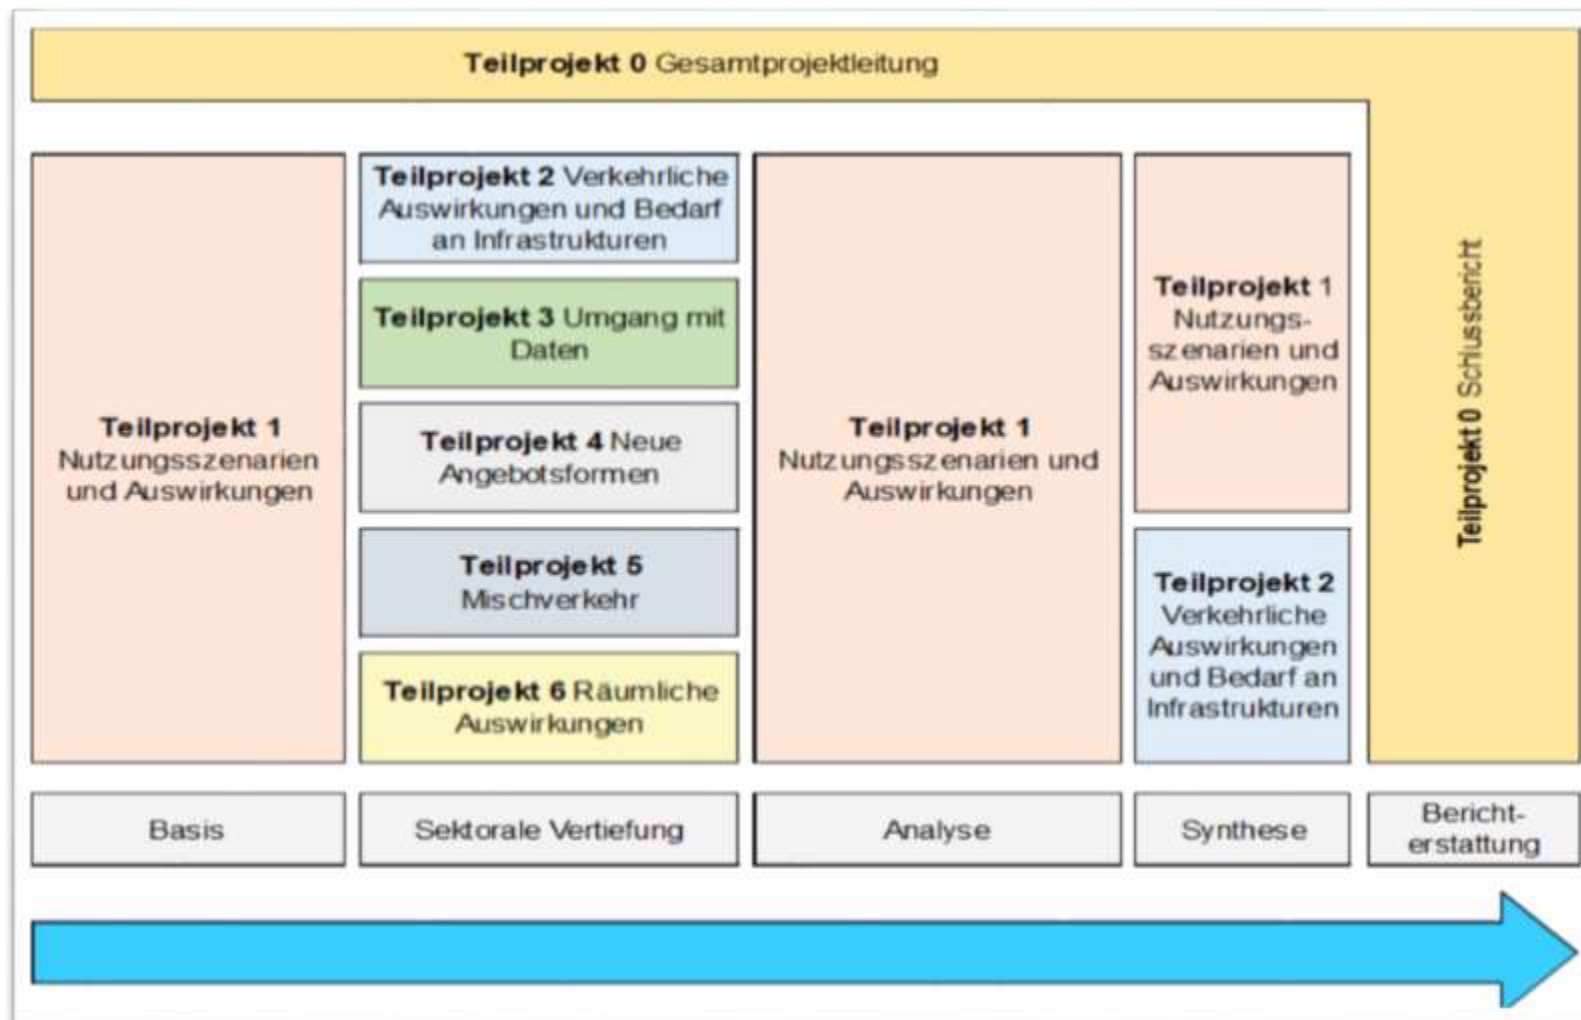 Teilprojekt 0 Gesamtprojektleitung
Teilprojekt 1
Nutzungsszenarien
und Auswirkungen
Teilprojekt 2 Verkehrliche
Auswirkungen und Bedarf
an Infrastrukturen
Teilprojekt 3 Umgang mit
Daten
Teilprojekt 4 Neue
Angebotsformen
Teilprojekt 5
Mischverkehr
Teilprojekt 6 Räumliche
Auswirkungen
Teilprojekt 1
Nutzungsszenarien und
Auswirkungen
Teilprojekt 1
Nutzungs-
szenarien und
Auswirkungen
Teilprojekt 2
Verkehrliche
Auswirkungen
und Bedarf an
Infrastrukturen
Teilprojekt 0 Schlussbericht
Basis
Sektorale Vertiefung
Analyse
Synthese
Bericht-
erstattung